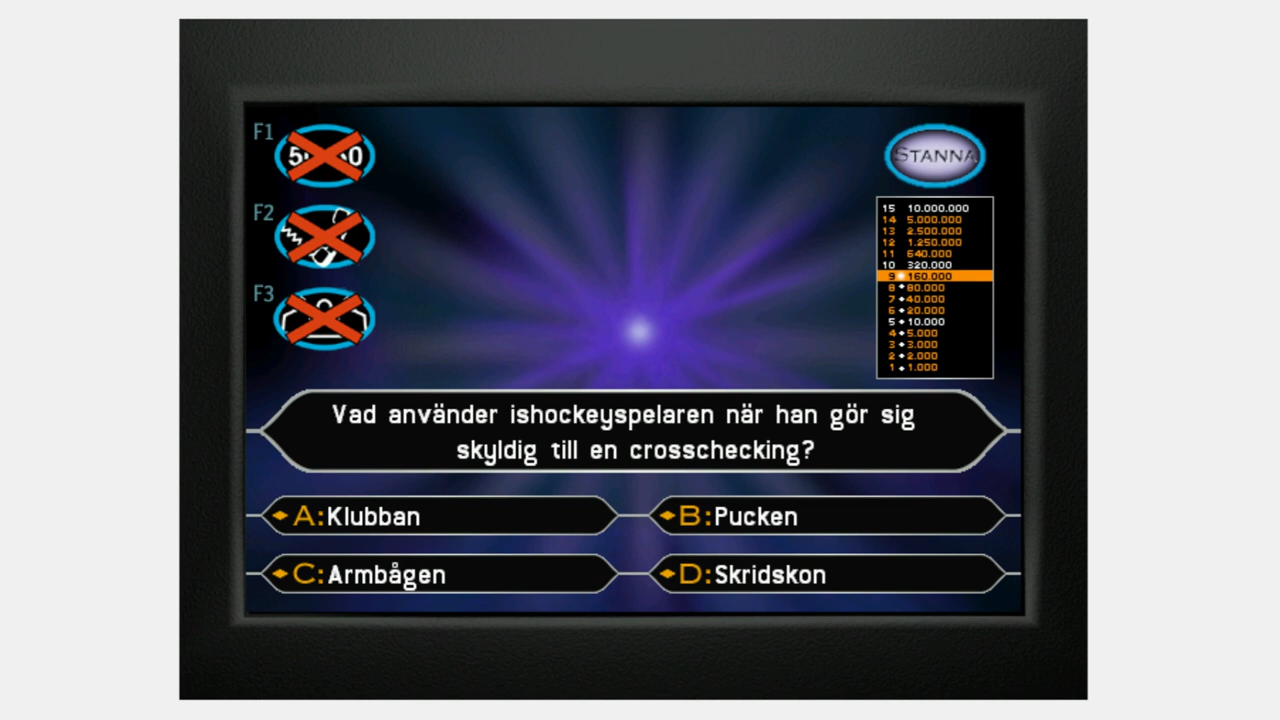 F1
F2
F3
STANNA
15 10.000.000
14 5.000.000
13 2.500.000
12 1.250.000
11 640.000
10 320.000
9 160.000
8 80.000
7 40.000
6 20.000
5 10.000
4 5.000
3 3.000
2 2.000
1 1.000
Vad använder ishockeyspelaren när han gör sig
skyldig till en crosschecking?
A:Klubban
B:Pucken
C:Armbågen
D:Skridskon